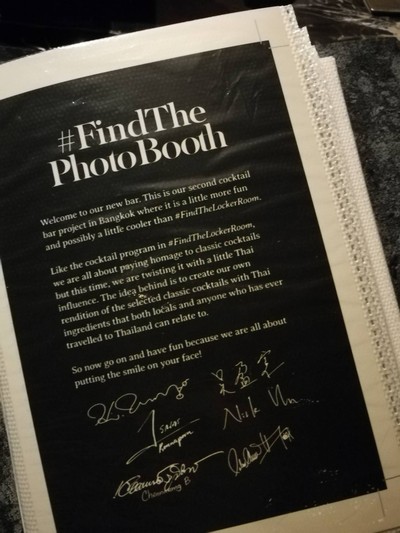 #FindThe
PhotoBooth
Welcome to our new bar. This is our second cocktail
bar project in Bangkok where it is a little more fun
and possibly a little cooler than #FindTheLockerRoom.
Like the cocktail program in #FindTheLockerRoom,
we are all about paying homage to classic cocktails
but this time, we are twisting it with a little Thai
influence. The idea behind is to create our own
rendition of the selected classic cocktails with Thai
ingredients that both locals and anyone who has ever
travelled to Thailand can relate to.
So now go on and have fun because we are all about
putting the smile on your face!
Nick
Chanond B